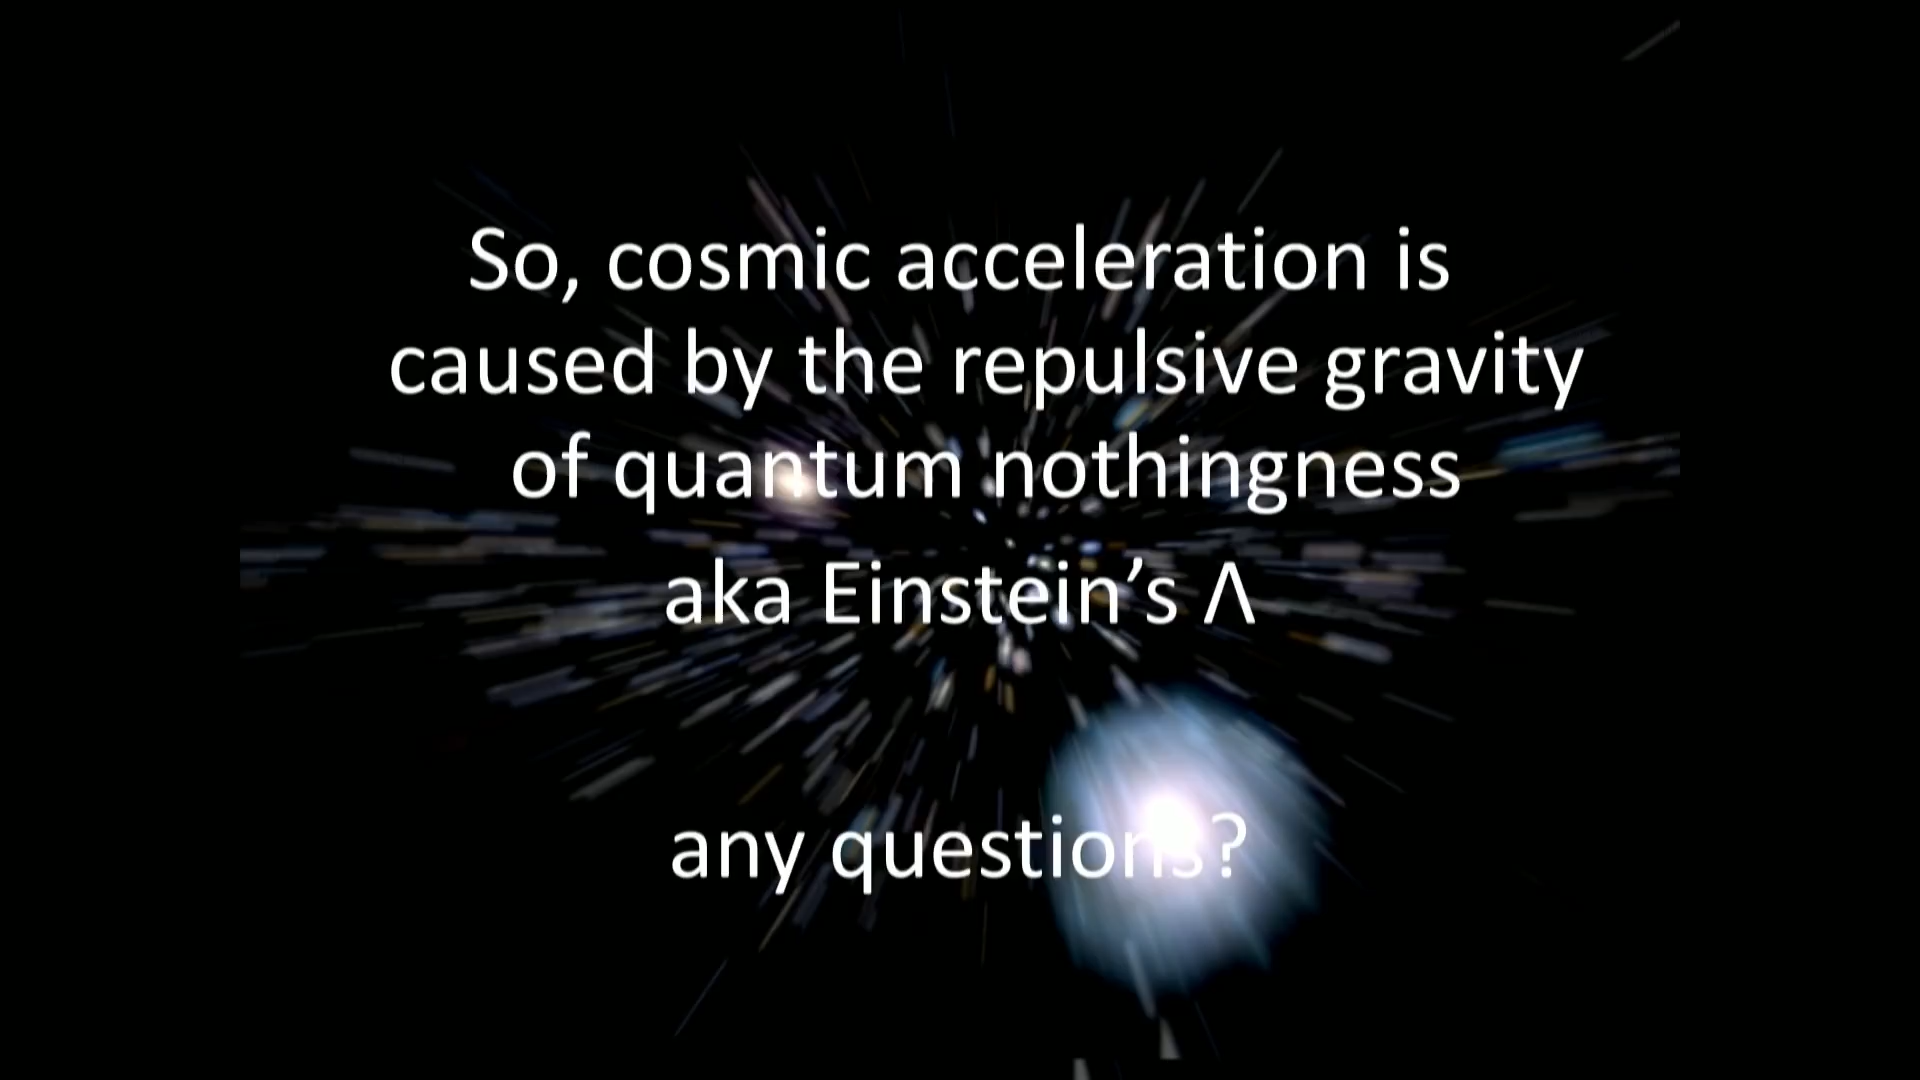 So, cosmic acceleration is
caused by the repulsive gravity
of quantum nothingness
aka Einstein’s Λ
any questions?